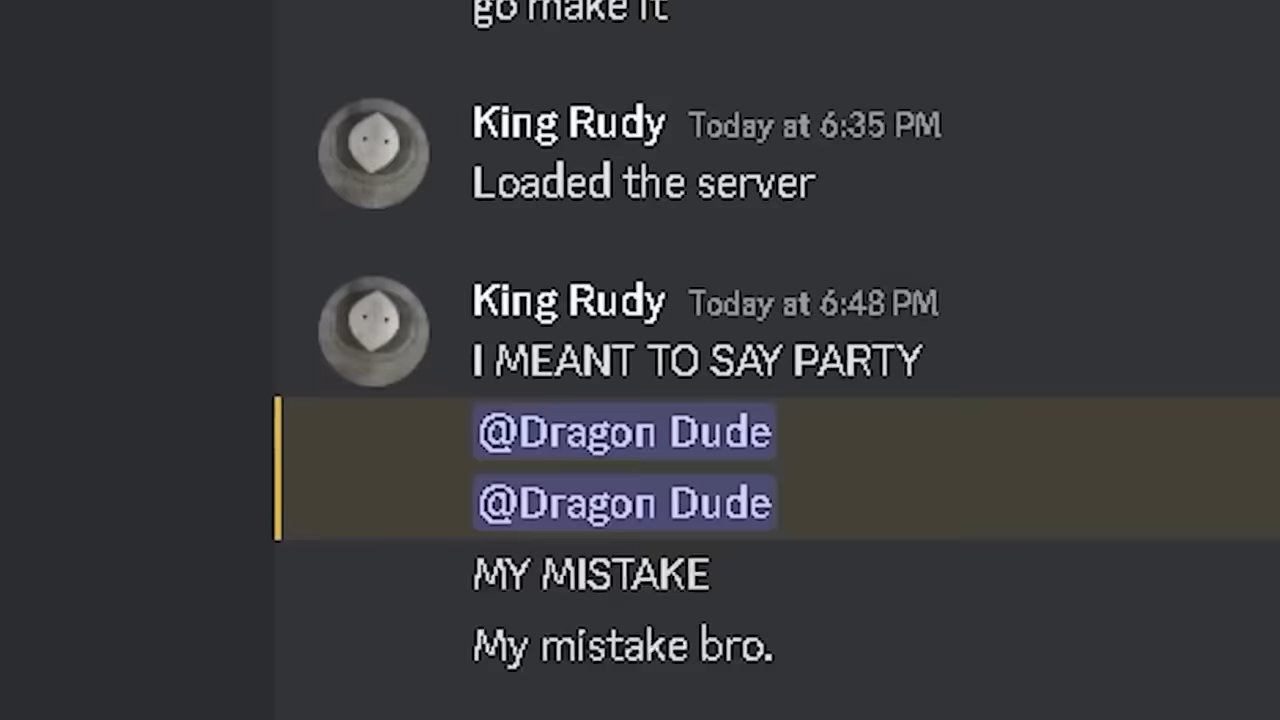 go make it
King Rudy Today at 6:35 PM
Loaded the server
King Rudy Today at 6:48 PM
I MEANT TO SAY PARTY
@Dragon Dude
@Dragon Dude
MY MISTAKE
My mistake bro.